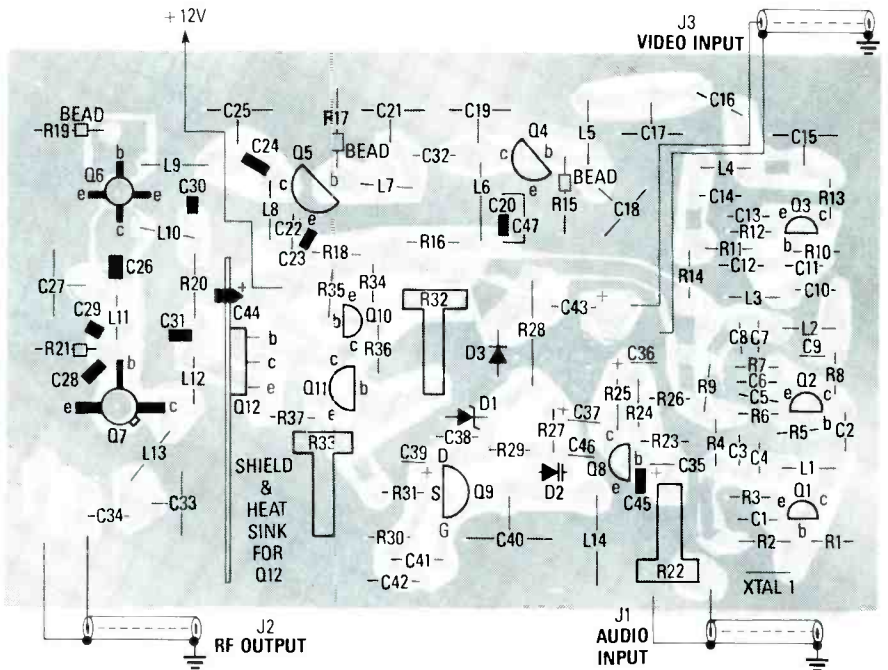 +12V
J3
VIDEO INPUT
C16
C25
R17
C21
C19
BEAD
R19
C24
Q5
BEAD
C32
Q4
L5
C17
C15
Q6
b
L9
c
b
L7
L6
c
b
e
BEAD
L4
e
e
C30
L8
e
C20
C47
R15
C18
C14
Q3
R13
c
L10
C22
C23
R18
R16
C13
R12
e
c
R11
b
R10
C27
C26
R20
C44
+
R35
R34
R32
C43
+
R14
C12
C11
L3
C10
C29
L11
C31
e
b
Q10
c
R36
R28
D3
C36
+
C8
C7
L2
C9
R21
C28
b
b
c
e
Q12
c
Q11
b
e
R25
R24
R26
R9
R7
C6
C5
R6
R8
Q2
e
c
b
e
c
Q7
L12
R37
D1
C38
R27
+
C37
R23
R4
R5
C2
L13
R33
C39
+
D
R29
C46
c
Q8
b
e
+
C35
C3
C4
L1
SHIELD
&
HEAT
SINK
FOR
Q12
R31
S
Q9
D2
C45
R3
e
Q1
c
C1
b
C34
C33
R30
G
C40
L14
R2
R1
C41
C42
R22
XTAL 1
J2
RF OUTPUT
J1
AUDIO
INPUT